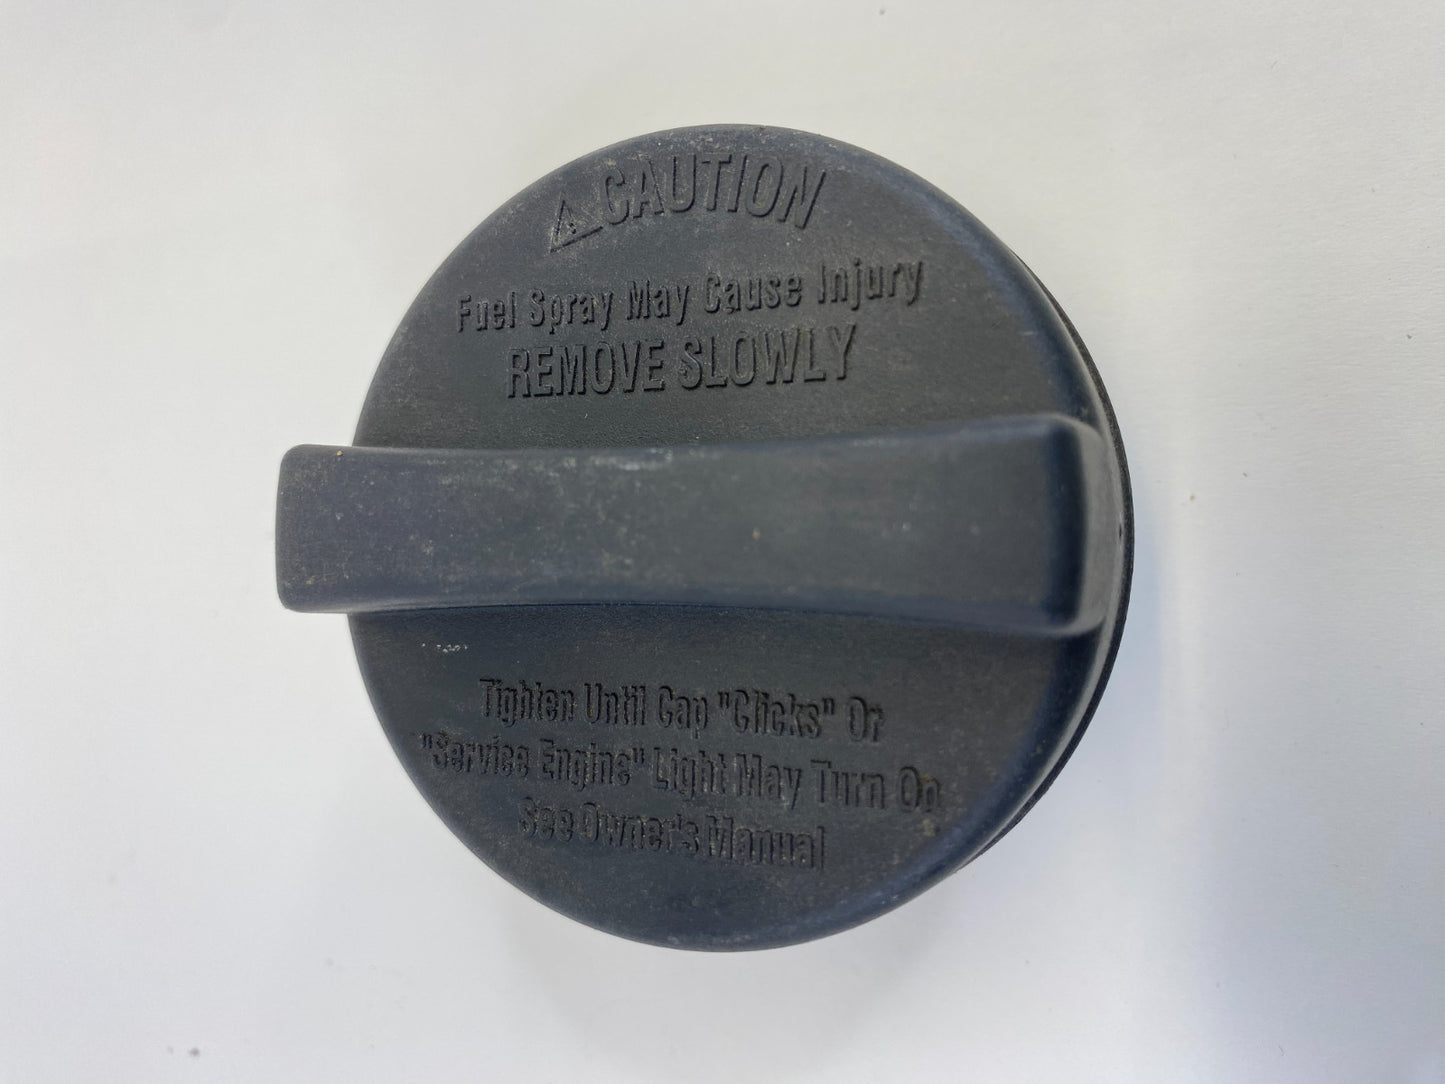 CAUTION
Fuel Spray May Cause Injury
REMOVE SLOWLY
Tighten Until Cap "Clicks" Or
"Service Engine" Light May Turn On
See Owner's Manual